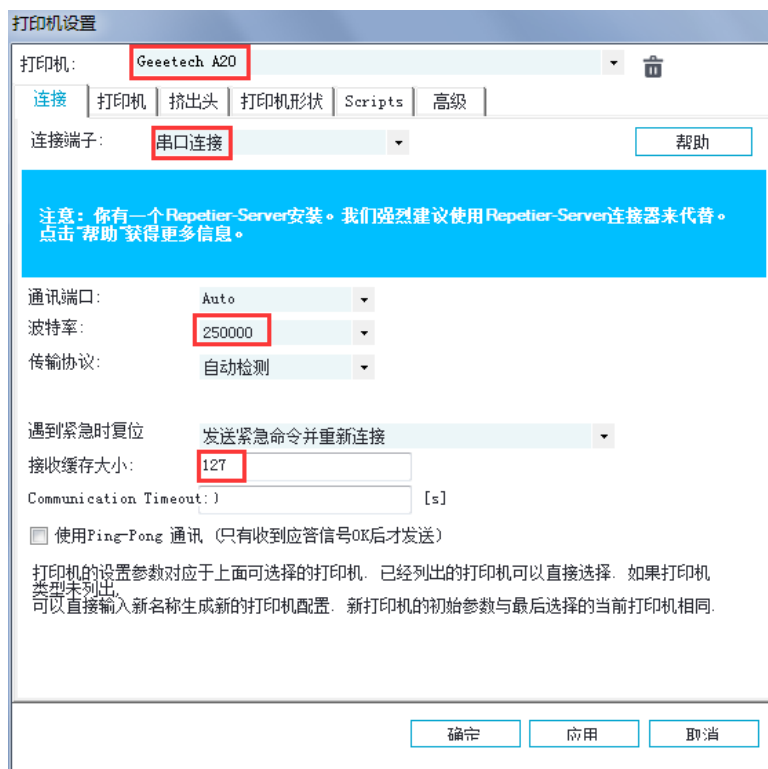 打印机设置
打印机: Geeetech A20
连接 打印机 挤出头 打印机形状 Scripts 高级
连接端子: 串口连接 帮助
注意：你有一个Repetier-Server安装。我们强烈建议使用Repetier-Server连接器来代替。
点击“帮助”获得更多信息。
通讯端口: Auto
波特率: 250000
传输协议: 自动检测
遇到紧急时复位 发送紧急命令并重新连接
接收缓存大小: 127
Communication Timeout:) [s]
使用Ping-Pong 通讯 (只有收到应答信号OK后才发送)
打印机的设置参数对应于上面可选择的打印机. 已经列出的打印机可以直接选择. 如果打印机
类型未列出,
可以直接输入新名称生成新的打印机配置. 新打印机的初始参数与最后选择的当前打印机相同.
确定 应用 取消